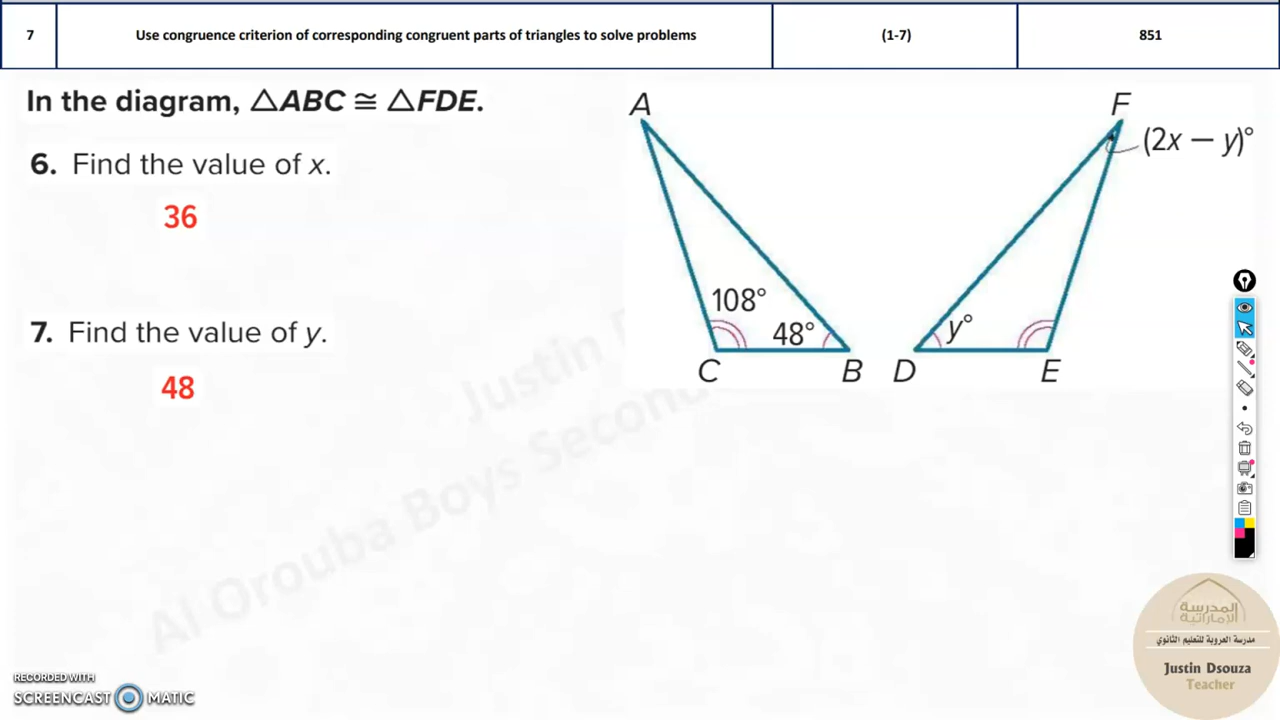 7
Use congruence criterion of corresponding congruent parts of triangles to solve problems
(1-7)
851
In the diagram, △ABC ≅ △FDE.
6. Find the value of x.
36
7. Find the value of y.
48
A
F
(2x − y)°
108°
48°
y°
C
B
D
E
Justin
Al Orouba Boys Second
RECORDED WITH
SCREENCAST MATIC
المدرسة
الإماراتية
مدرسة العروبة للتعليم الثانوي
Justin Dsouza
Teacher